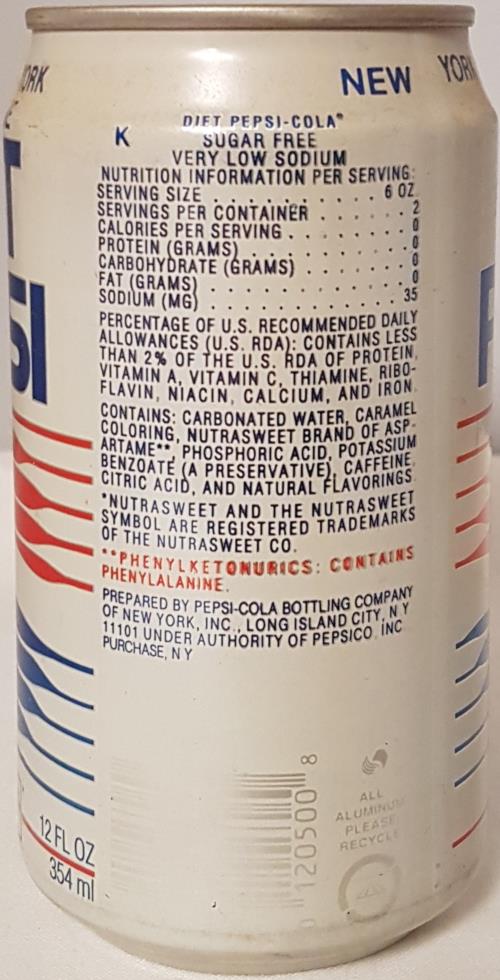 ORK
NEW YORK
DIET PEPSI-COLA®
K SUGAR FREE
VERY LOW SODIUM
NUTRITION INFORMATION PER SERVING:
SERVING SIZE . . . . . . . . . . . 6 OZ.
SERVINGS PER CONTAINER . . . . . . 2
CALORIES PER SERVING . . . . . . . 0
PROTEIN (GRAMS) . . . . . . . . . . 0
CARBOHYDRATE (GRAMS) . . . . . . . 0
FAT (GRAMS) . . . . . . . . . . . . 0
SODIUM (MG) . . . . . . . . . . . . 35
PERCENTAGE OF U.S. RECOMMENDED DAILY
ALLOWANCES (U.S. RDA): CONTAINS LESS
THAN 2% OF THE U.S. RDA OF PROTEIN,
VITAMIN A, VITAMIN C, THIAMINE, RIBO-
FLAVIN, NIACIN, CALCIUM, AND IRON.
CONTAINS: CARBONATED WATER, CARAMEL
COLORING, NUTRASWEET BRAND OF ASP-
ARTAME**, PHOSPHORIC ACID, POTASSIUM
BENZOATE (A PRESERVATIVE), CAFFEINE,
CITRIC ACID, AND NATURAL FLAVORINGS.
*NUTRASWEET AND THE NUTRASWEET
SYMBOL ARE REGISTERED TRADEMARKS
OF THE NUTRASWEET CO.
**PHENYLKETONURICS: CONTAINS
PHENYLALANINE.
PREPARED BY PEPSI-COLA BOTTLING COMPANY
OF NEW YORK, INC., LONG ISLAND CITY, N.Y.
11101 UNDER AUTHORITY OF PEPSICO, INC.
PURCHASE, N.Y.
T
SI
P
12 FL OZ
354 ml
0 120500 8
ALL
ALUMINUM
PLEASE
RECYCLE